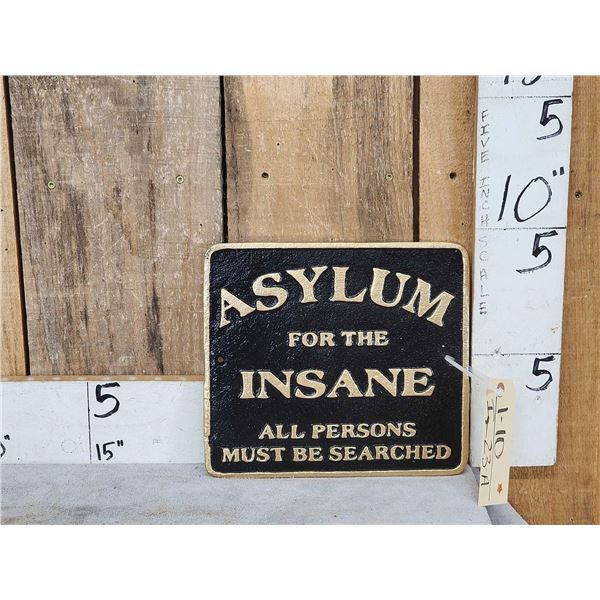 5
FIVE INCH SCALE
10"
5
ASYLUM
FOR THE
INSANE
ALL PERSONS
MUST BE SEARCHED
5
5
15"